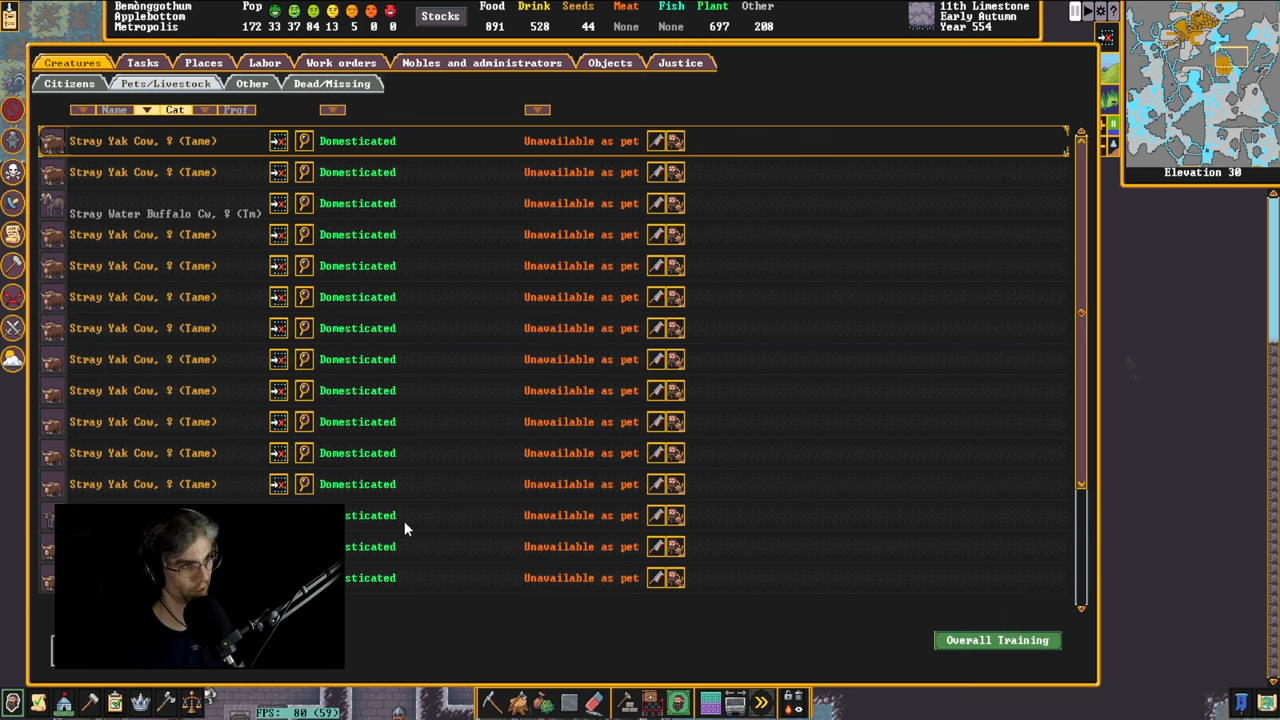 Bemònggothum
Applebottom
Metropolis
Pop
172 33 37 84 13 5 0 0
Stocks
Food Drink Seeds Meat Fish Plant Other
891 528 44 None None 697 208
11th Limestone
Early Autumn
Year 554
Elevation 30
Creatures Tasks Places Labor Work orders Nobles and administrators Objects Justice
Citizens Pets/Livestock Other Dead/Missing
Name Cat Prof
Stray Yak Cow, ♀ (Tame) Domesticated Unavailable as pet
Stray Yak Cow, ♀ (Tame) Domesticated Unavailable as pet
Stray Water Buffalo Cw, ♀ (Tm) Domesticated Unavailable as pet
Stray Yak Cow, ♀ (Tame) Domesticated Unavailable as pet
Stray Yak Cow, ♀ (Tame) Domesticated Unavailable as pet
Stray Yak Cow, ♀ (Tame) Domesticated Unavailable as pet
Stray Yak Cow, ♀ (Tame) Domesticated Unavailable as pet
Stray Yak Cow, ♀ (Tame) Domesticated Unavailable as pet
Stray Yak Cow, ♀ (Tame) Domesticated Unavailable as pet
Stray Yak Cow, ♀ (Tame) Domesticated Unavailable as pet
Stray Yak Cow, ♀ (Tame) Domesticated Unavailable as pet
Stray Yak Cow, ♀ (Tame) Domesticated Unavailable as pet
sticated Unavailable as pet
sticated Unavailable as pet
sticated Unavailable as pet
Overall Training
FPS: 80 (59)